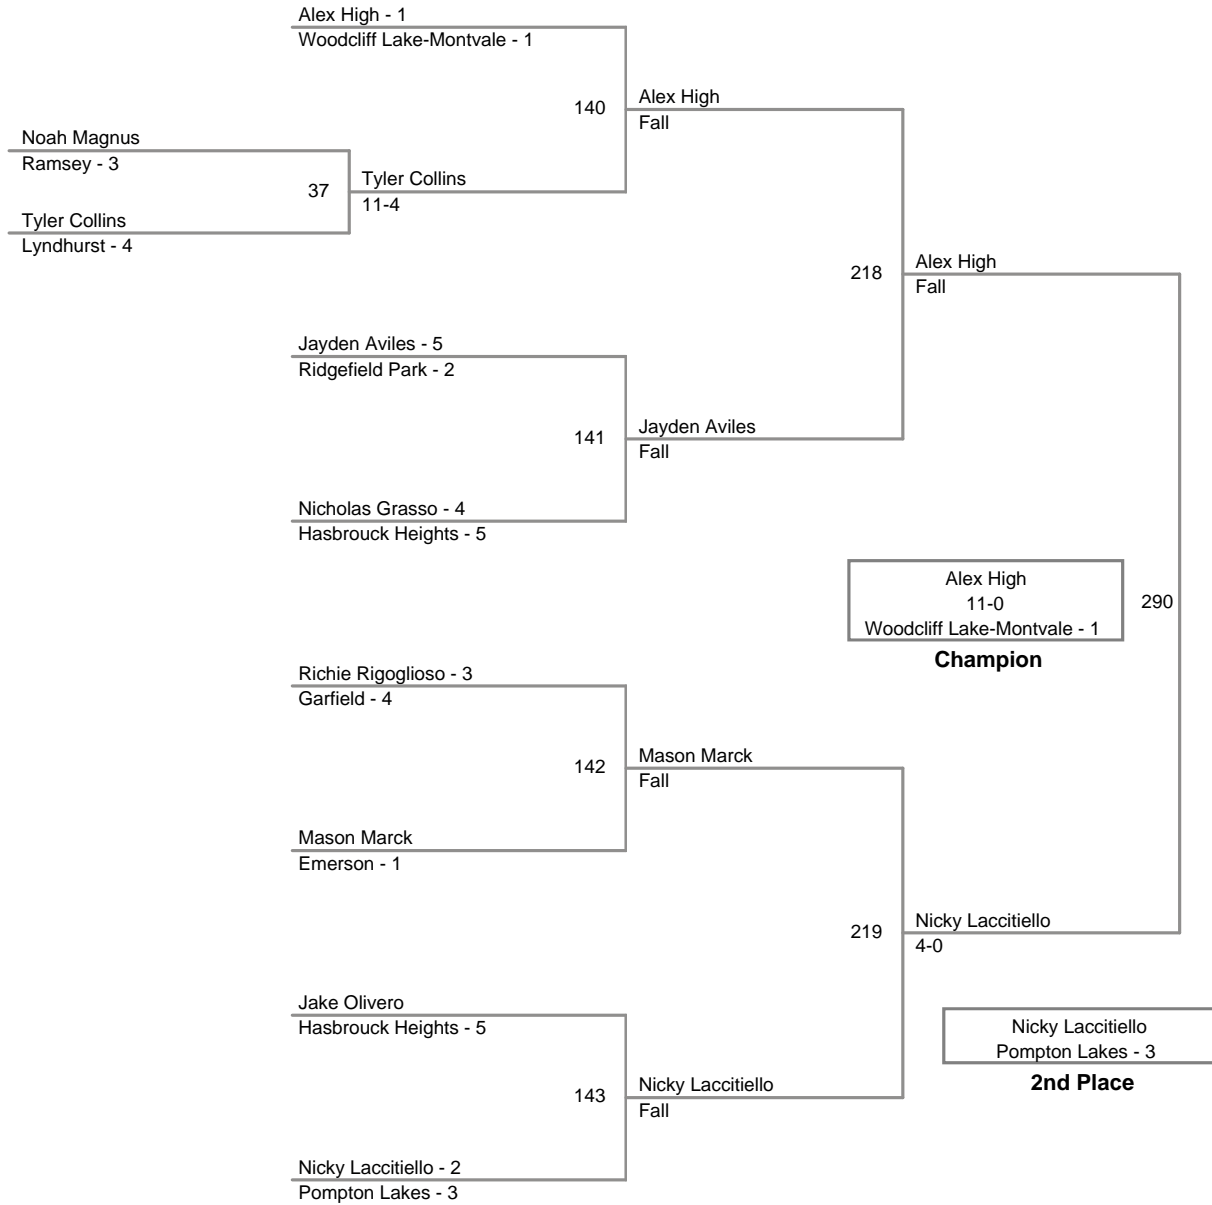 Alex High - 1
Woodcliff Lake-Montvale - 1
140
Alex High
Fall
Noah Magnus
Ramsey - 3
37
Tyler Collins
11-4
Tyler Collins
Lyndhurst - 4
218
Alex High
Fall
Jayden Aviles - 5
Ridgefield Park - 2
141
Jayden Aviles
Fall
Nicholas Grasso - 4
Hasbrouck Heights - 5
Alex High
11-0
Woodcliff Lake-Montvale - 1
Champion
290
Richie Rigoglioso - 3
Garfield - 4
142
Mason Marck
Fall
Mason Marck
Emerson - 1
219
Nicky Laccitiello
4-0
Jake Olivero
Hasbrouck Heights - 5
Nicky Laccitiello
Pompton Lakes - 3
2nd Place
143
Nicky Laccitiello
Fall
Nicky Laccitiello - 2
Pompton Lakes - 3